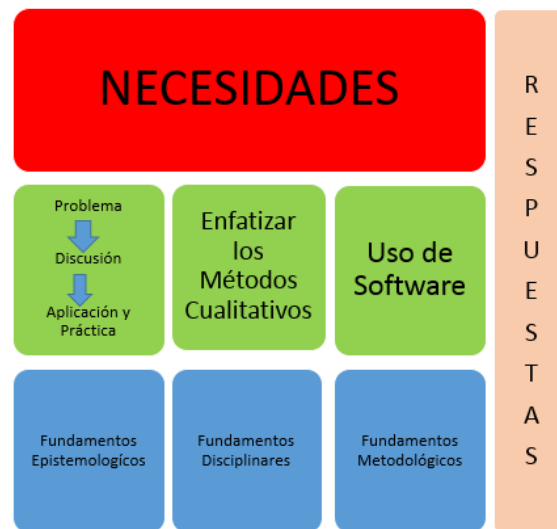 NECESIDADES
Problema
Discusión
Aplicación y
Práctica
Enfatizar
los
Métodos
Cualitativos
Uso de
Software
Fundamentos
Epistemologícos
Fundamentos
Disciplinares
Fundamentos
Metodológicos
R
E
S
P
U
E
S
T
A
S